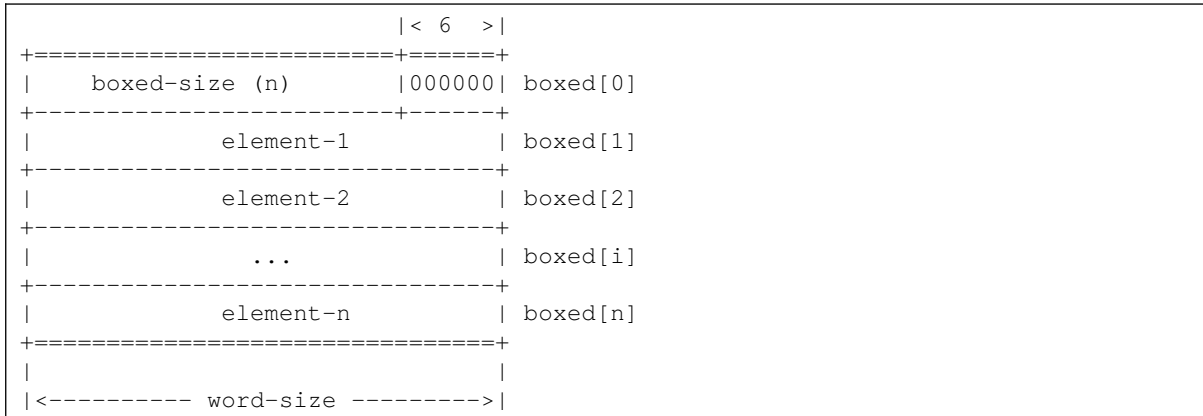 |< 6  >|
+=========================+======+
|    boxed-size (n)       |000000| boxed[0]
+-------------------------+------+
|            element-1           | boxed[1]
+--------------------------------+
|            element-2           | boxed[2]
+--------------------------------+
|               ...              | boxed[i]
+--------------------------------+
|            element-n           | boxed[n]
+================================+
|                                |
|<---------- word-size --------->|